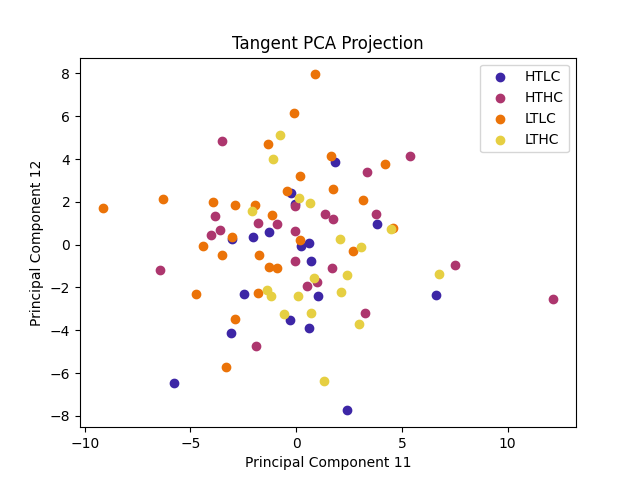 Tangent PCA Projection
HTLC
HTHC
LTLC
LTHC
8
6
4
2
0
−2
−4
−6
−8
Principal Component 12
−10 −5 0 5 10
Principal Component 11